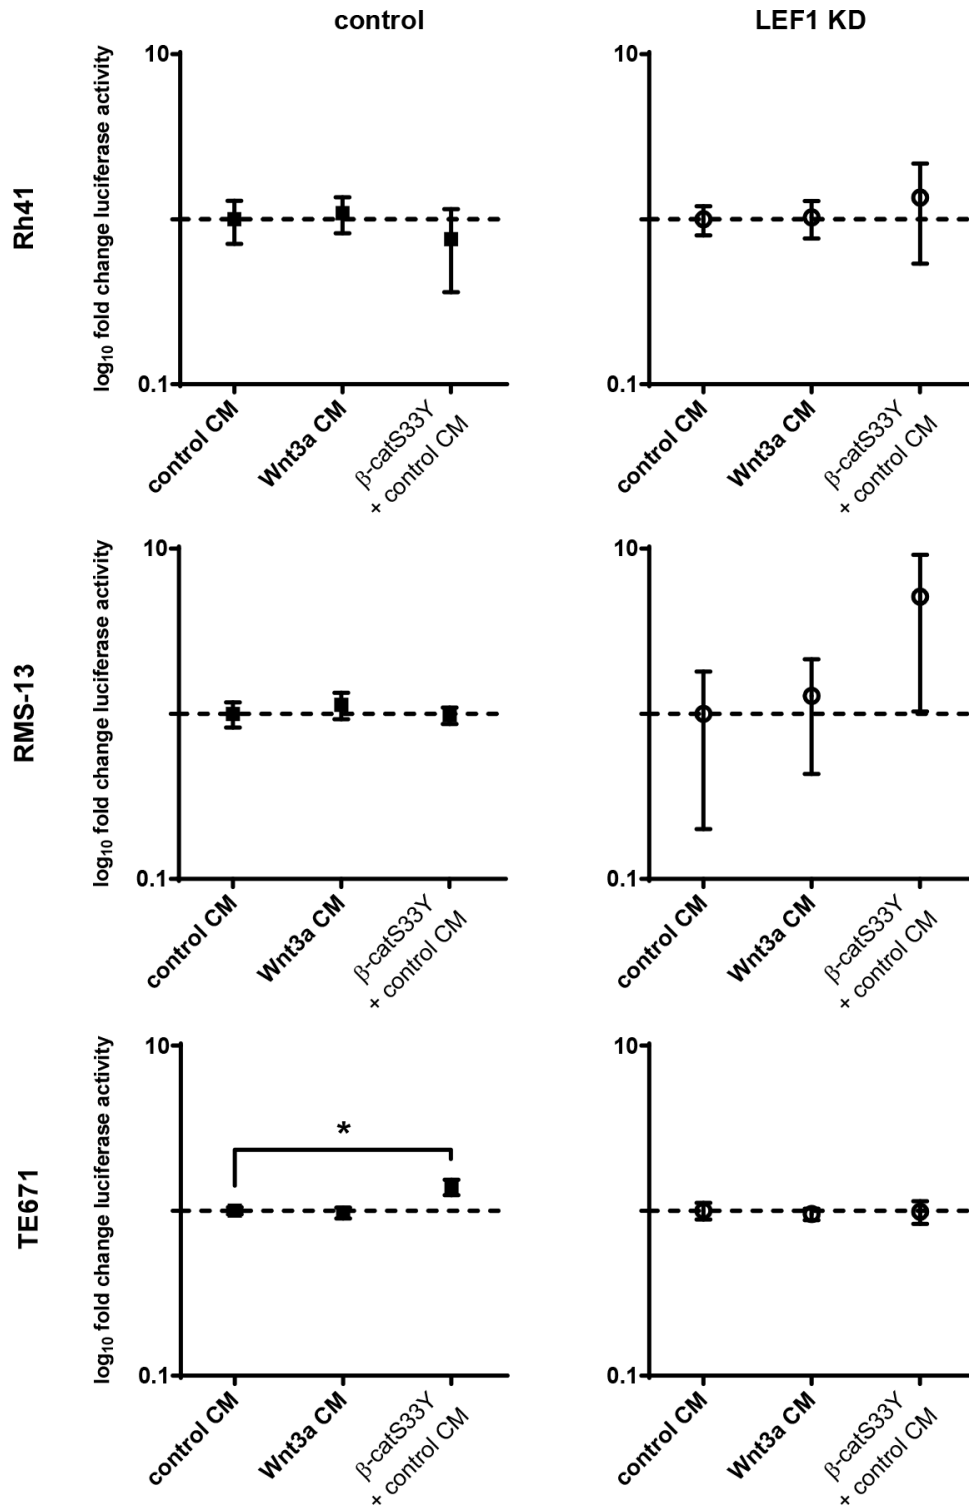 control
LEF1 KD
Rh41
log10 fold change luciferase activity
10
0.1
control CM
Wnt3a CM
β-catS33Y
+ control CM
10
0.1
control CM
Wnt3a CM
β-catS33Y
+ control CM
RMS-13
log10 fold change luciferase activity
10
0.1
control CM
Wnt3a CM
β-catS33Y
+ control CM
10
0.1
control CM
Wnt3a CM
β-catS33Y
+ control CM
TE671
log10 fold change luciferase activity
10
*
0.1
control CM
Wnt3a CM
β-catS33Y
+ control CM
10
0.1
control CM
Wnt3a CM
β-catS33Y
+ control CM